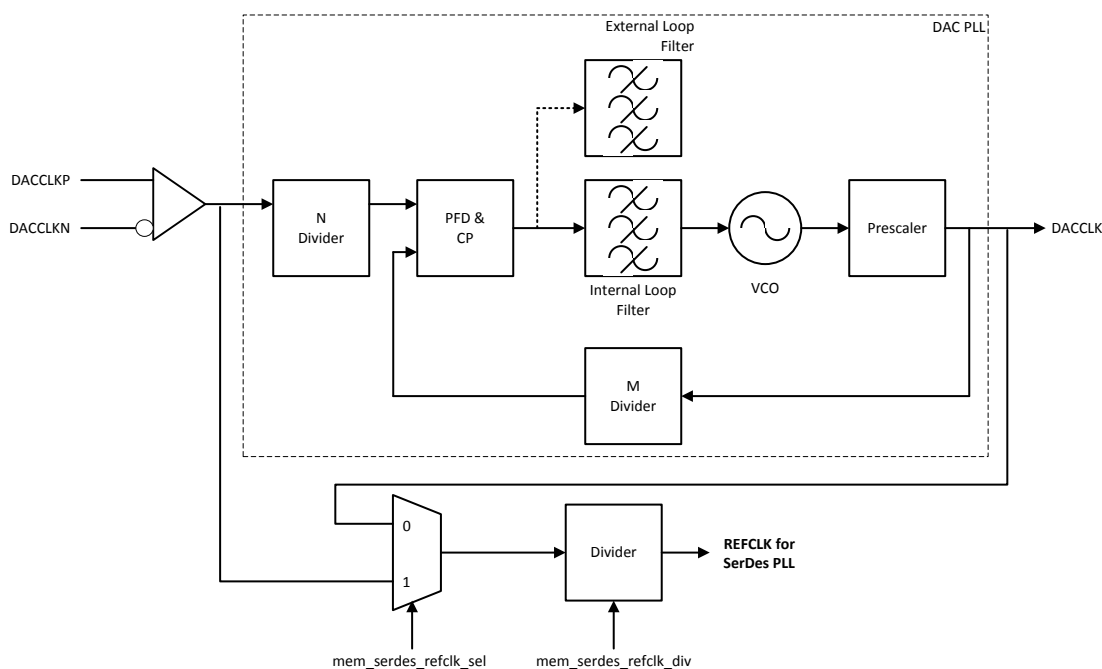 External Loop
Filter
DAC PLL
DACCLKP
DACCLKN
N
Divider
PFD &
CP
Internal Loop
Filter
VCO
Prescaler
DACCLK
M
Divider
0
1
Divider
REFCLK for
SerDes PLL
mem_serdes_refclk_sel
mem_serdes_refclk_div